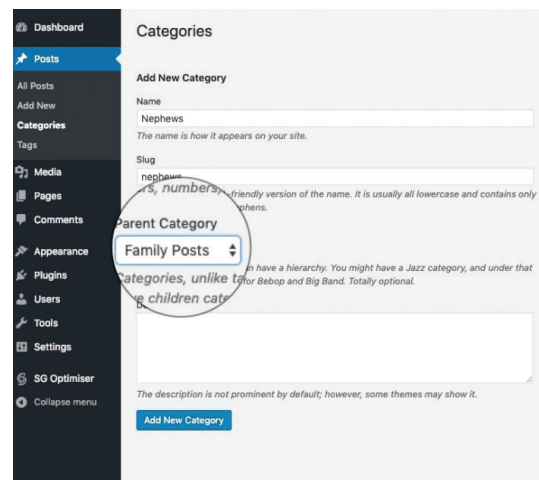 Dashboard
Posts
All Posts
Add New
Categories
Tags
Media
Pages
Comments
Appearance
Plugins
Users
Tools
Settings
SG Optimiser
Collapse menu
Categories
Add New Category
Name
Nephews
The name is how it appears on your site.
Slug
nephews
numbers, -friendly version of the name. It is usually all lowercase and contains only
Parent Category
Family Posts
Categories, unlike have a hierarchy. You might have a Jazz category, and under that
children for Bebop and Big Band. Totally optional.
The description is not prominent by default; however, some themes may show it.
Add New Category